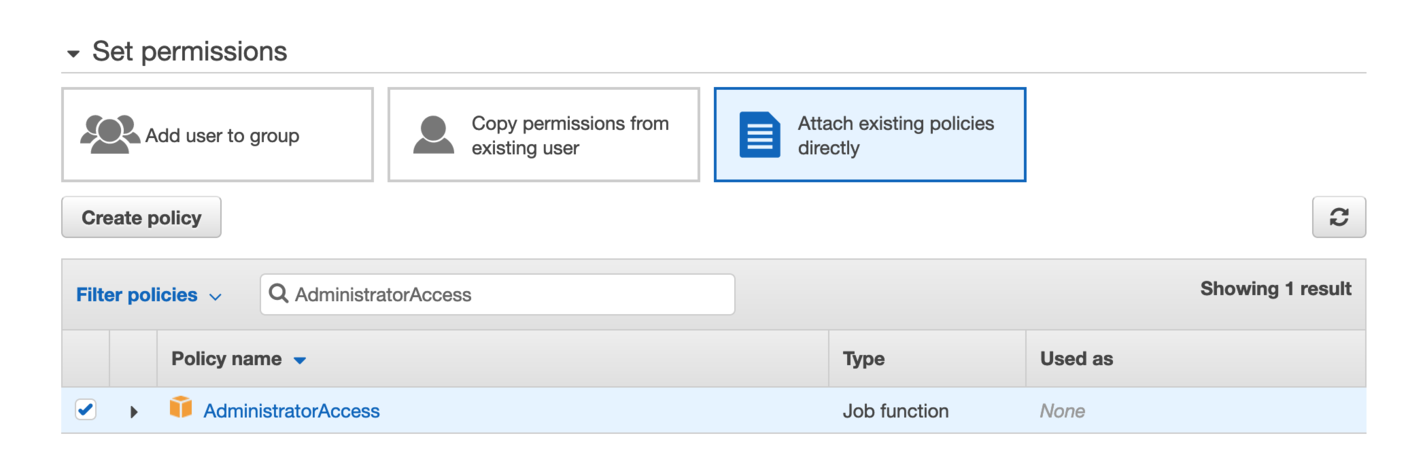 Set permissions
Add user to group
Copy permissions from
existing user
Attach existing policies
directly
Create policy
Filter policies
AdministratorAccess
Showing 1 result
Policy name
Type
Used as
AdministratorAccess
Job function
None